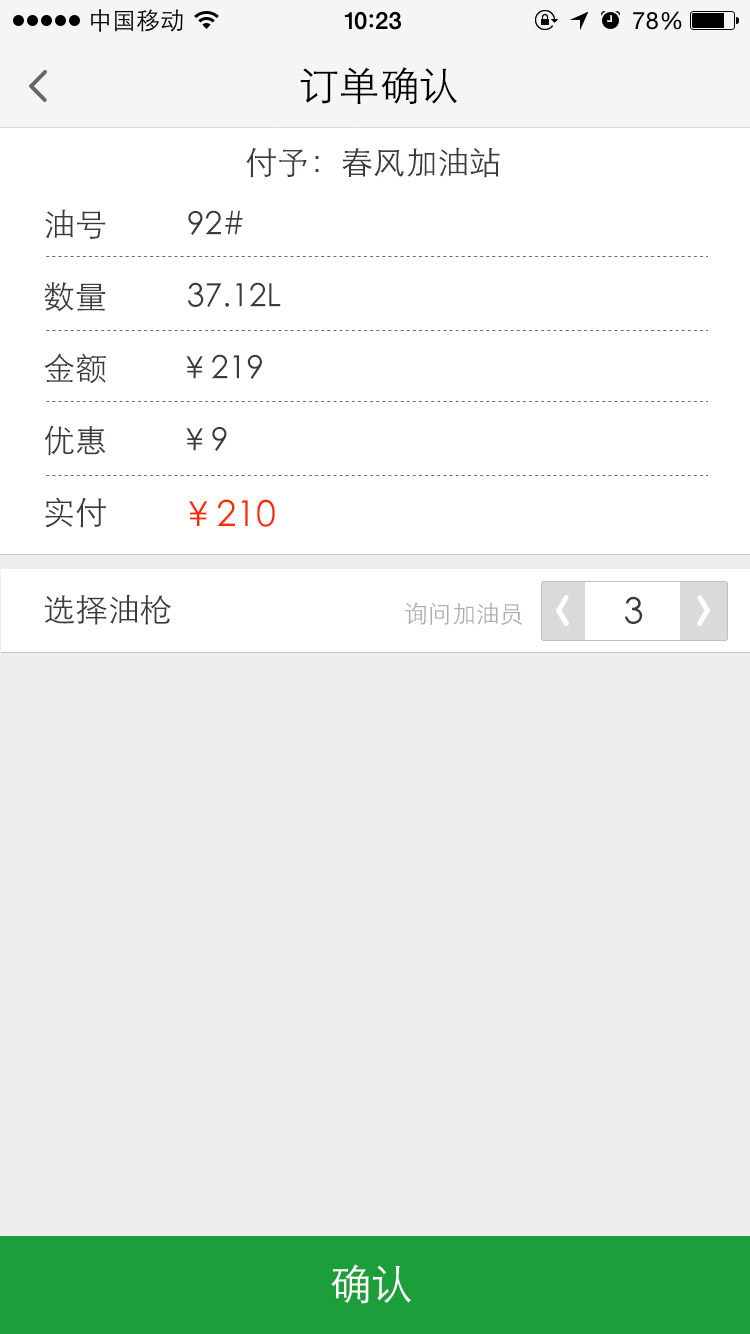 中国移动 10:23 78%
订单确认
付予：春风加油站
油号 92#
数量 37.12L
金额 ¥219
优惠 ¥9
实付 ¥210
选择油枪 询问加油员 3
确认